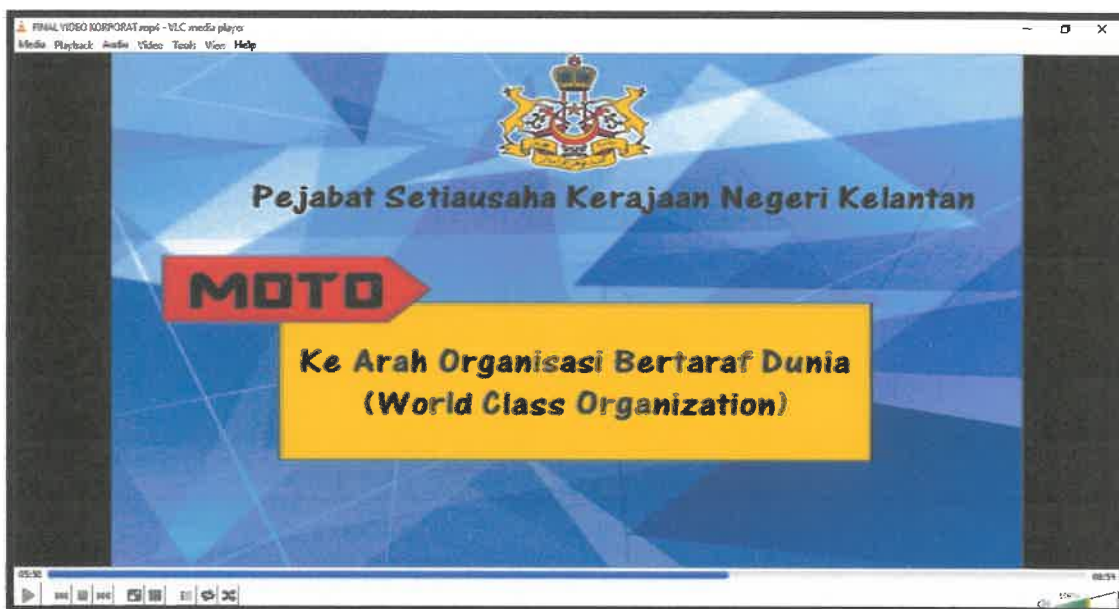 FINAL VIDEO KORPORAT.mp4 - VLC media player
Media Playback Audio Video Tools View Help
Pejabat Setiausaha Kerajaan Negeri Kelantan
MOTO
Ke Arah Organisasi Bertaraf Dunia
(World Class Organization)